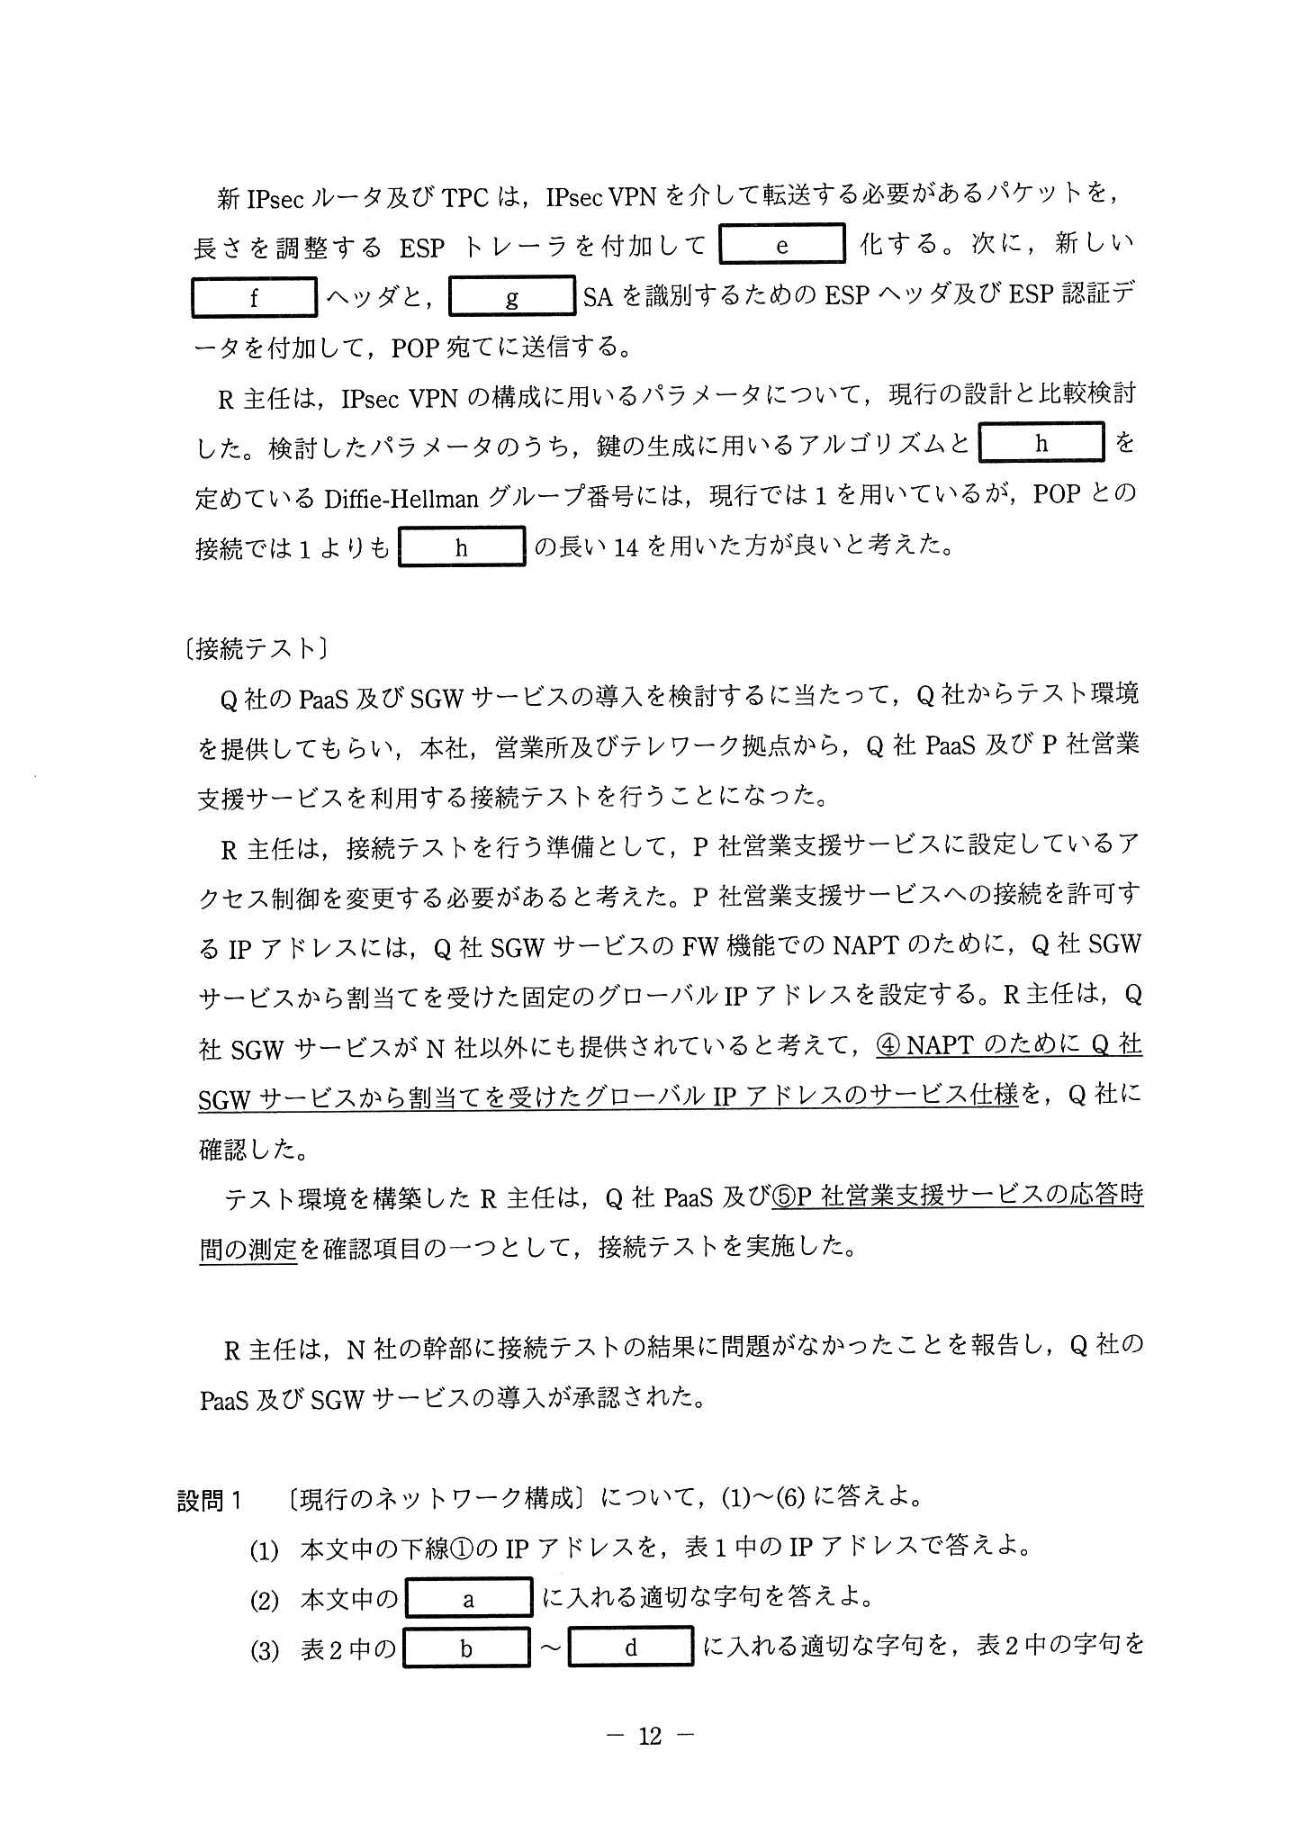 新 IPsec ルータ及び TPC は，IPsec VPN を介して転送する必要があるパケットを，
長さを調整する ESP トレーラを付加して e 化する。次に，新しい
f ヘッダと， g SA を識別するための ESP ヘッダ及び ESP 認証デ
ータを付加して，POP 宛てに送信する。
R 主任は，IPsec VPN の構成に用いるパラメータについて，現行の設計と比較検討
した。検討したパラメータのうち，鍵の生成に用いるアルゴリズムと h を
定めている Diffie-Hellman グループ番号には，現行では 1 を用いているが，POP との
接続では 1 よりも h の長い 14 を用いた方が良いと考えた。
〔接続テスト〕
Q 社の PaaS 及び SGW サービスの導入を検討するに当たって，Q 社からテスト環境
を提供してもらい，本社，営業所及びテレワーク拠点から，Q 社 PaaS 及び P 社営業
支援サービスを利用する接続テストを行うことになった。
R 主任は，接続テストを行う準備として，P 社営業支援サービスに設定しているア
クセス制御を変更する必要があると考えた。P 社営業支援サービスへの接続を許可す
る IP アドレスには，Q 社 SGW サービスの FW 機能での NAPT のために，Q 社 SGW
サービスから割当てを受けた固定のグローバル IP アドレスを設定する。R 主任は，Q
社 SGW サービスが N 社以外にも提供されていると考えて，④NAPT のために Q 社
SGW サービスから割当てを受けたグローバル IP アドレスのサービス仕様を，Q 社に
確認した。
テスト環境を構築した R 主任は，Q 社 PaaS 及び⑤P 社営業支援サービスの応答時
間の測定を確認項目の一つとして，接続テストを実施した。
R 主任は，N 社の幹部に接続テストの結果に問題がなかったことを報告し，Q 社の
PaaS 及び SGW サービスの導入が承認された。
設問 1 〔現行のネットワーク構成〕について，(1)～(6) に答えよ。
(1) 本文中の下線①の IP アドレスを，表 1 中の IP アドレスで答えよ。
(2) 本文中の a に入れる適切な字句を答えよ。
(3) 表 2 中の b ～ d に入れる適切な字句を，表 2 中の字句を
－ 12 －